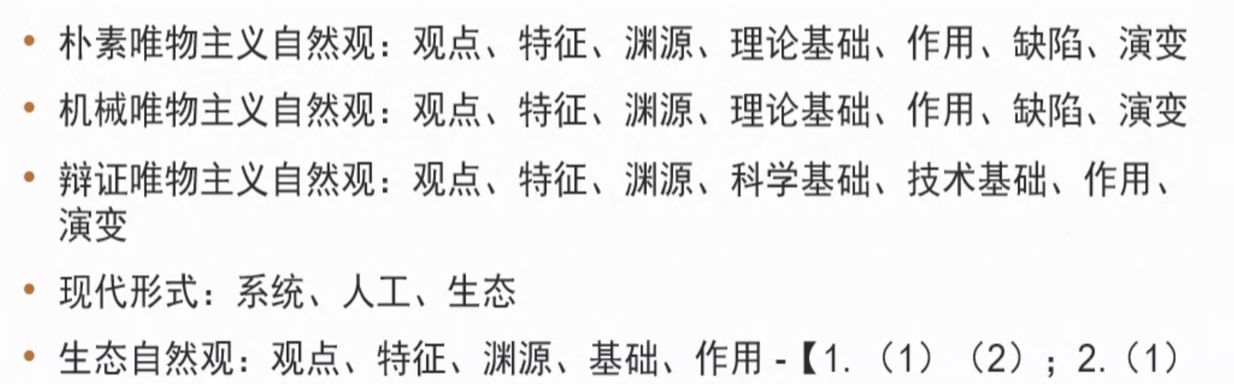 • 朴素唯物主义自然观：观点、特征、渊源、理论基础、作用、缺陷、演变
• 机械唯物主义自然观：观点、特征、渊源、理论基础、作用、缺陷、演变
• 辩证唯物主义自然观：观点、特征、渊源、科学基础、技术基础、作用、
演变
• 现代形式：系统、人工、生态
• 生态自然观：观点、特征、渊源、基础、作用 -【1.（1）（2）；2.（1）